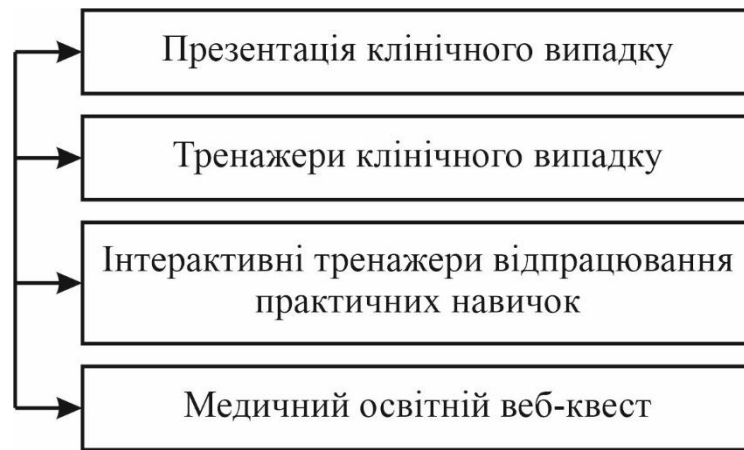 Презентація клінічного випадку
Тренажери клінічного випадку
Інтерактивні тренажери відпрацювання
практичних навичок
Медичний освітній веб-квест